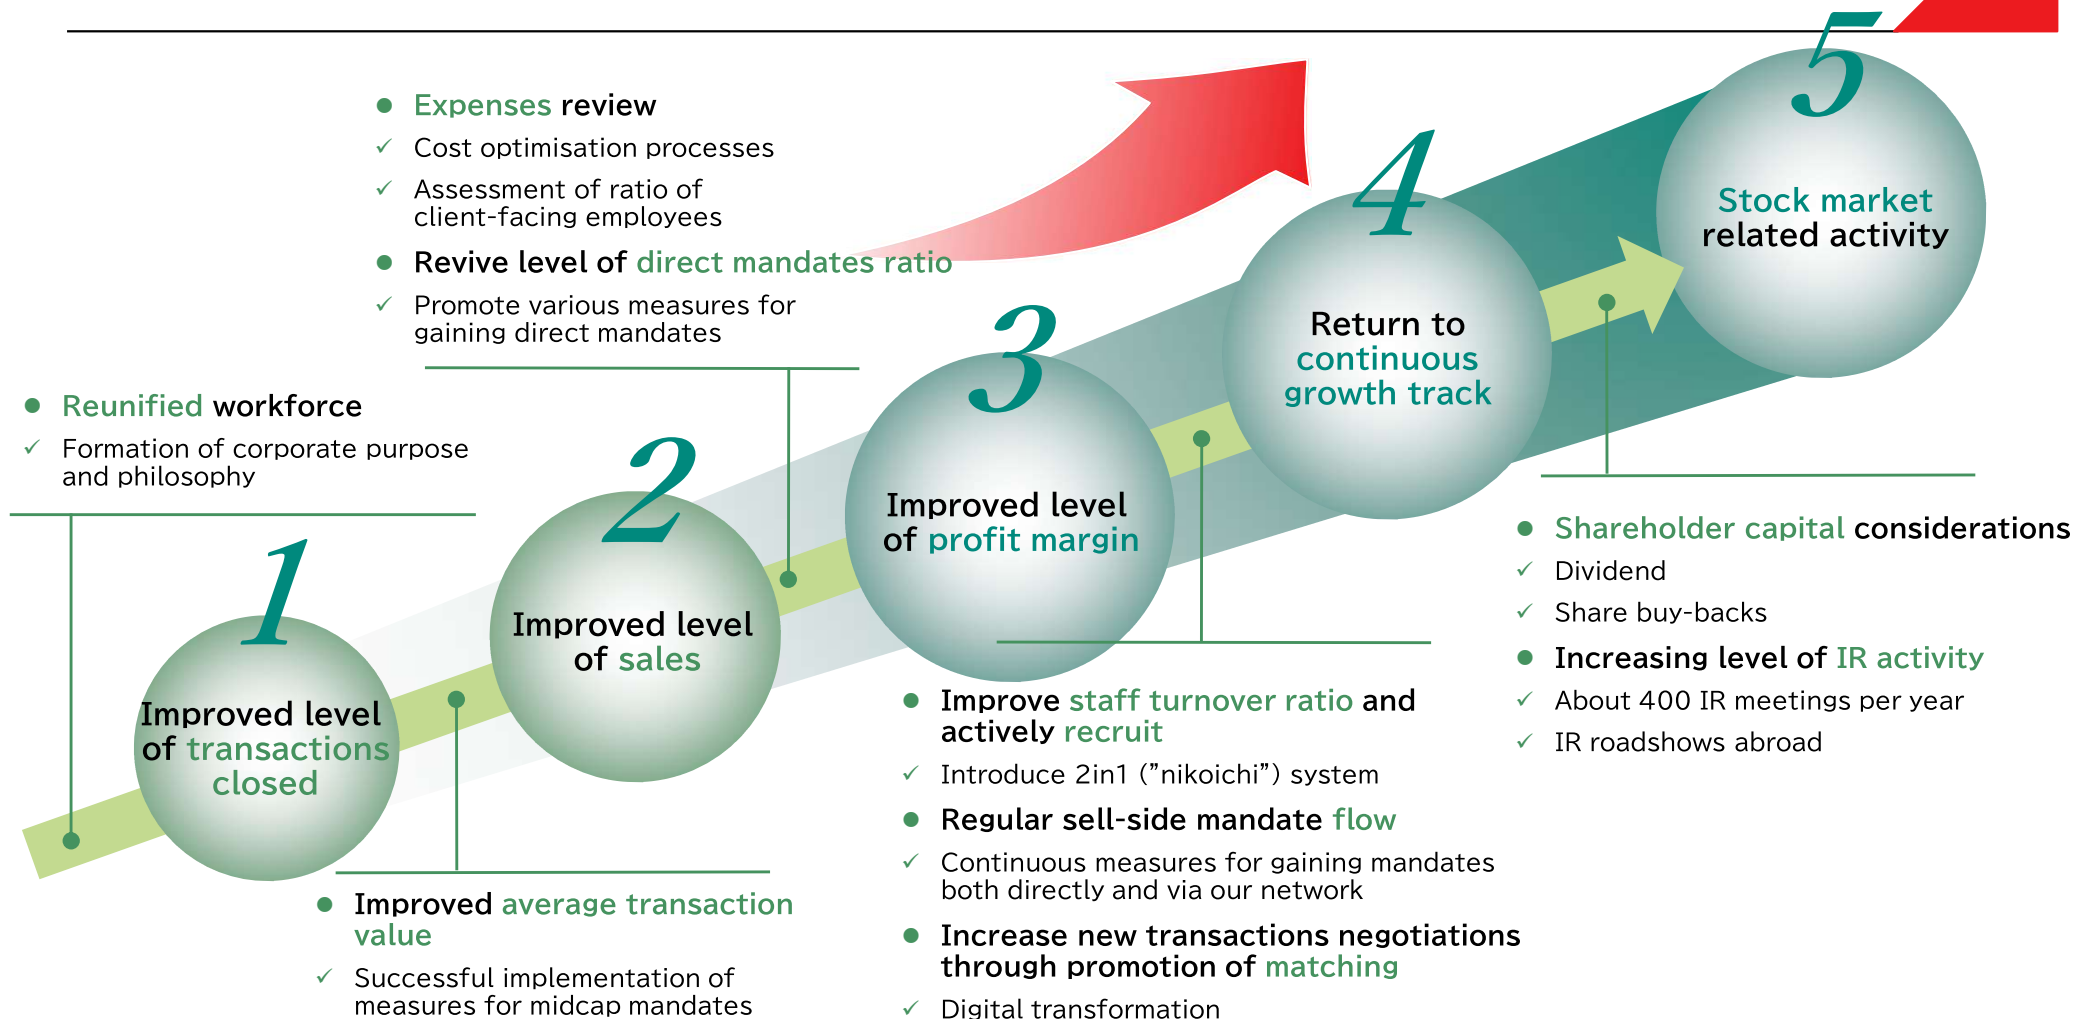 1
Improved level
of transactions
closed
Reunified workforce
Formation of corporate purpose
and philosophy
2
Improved level
of sales
Improved average transaction
value
Successful implementation of
measures for midcap mandates
3
Improved level
of profit margin
Expenses review
Cost optimisation processes
Assessment of ratio of
client-facing employees
Revive level of direct mandates ratio
Promote various measures for
gaining direct mandates
4
Return to
continuous
growth track
Improve staff turnover ratio and
actively recruit
Introduce 2in1 (”nikoichi”) system
Regular sell-side mandate flow
Continuous measures for gaining mandates
both directly and via our network
Increase new transactions negotiations
through promotion of matching
Digital transformation
5
Stock market
related activity
Shareholder capital considerations
Dividend
Share buy-backs
Increasing level of IR activity
About 400 IR meetings per year
IR roadshows abroad